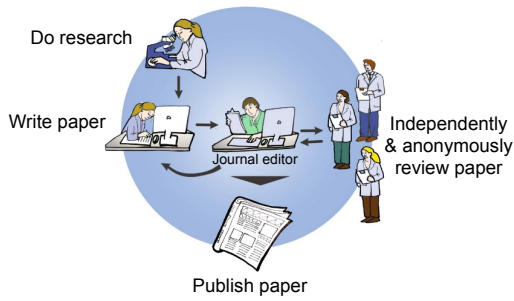 Do research
Write paper
Journal editor
Independently
& anonymously
review paper
Publish paper